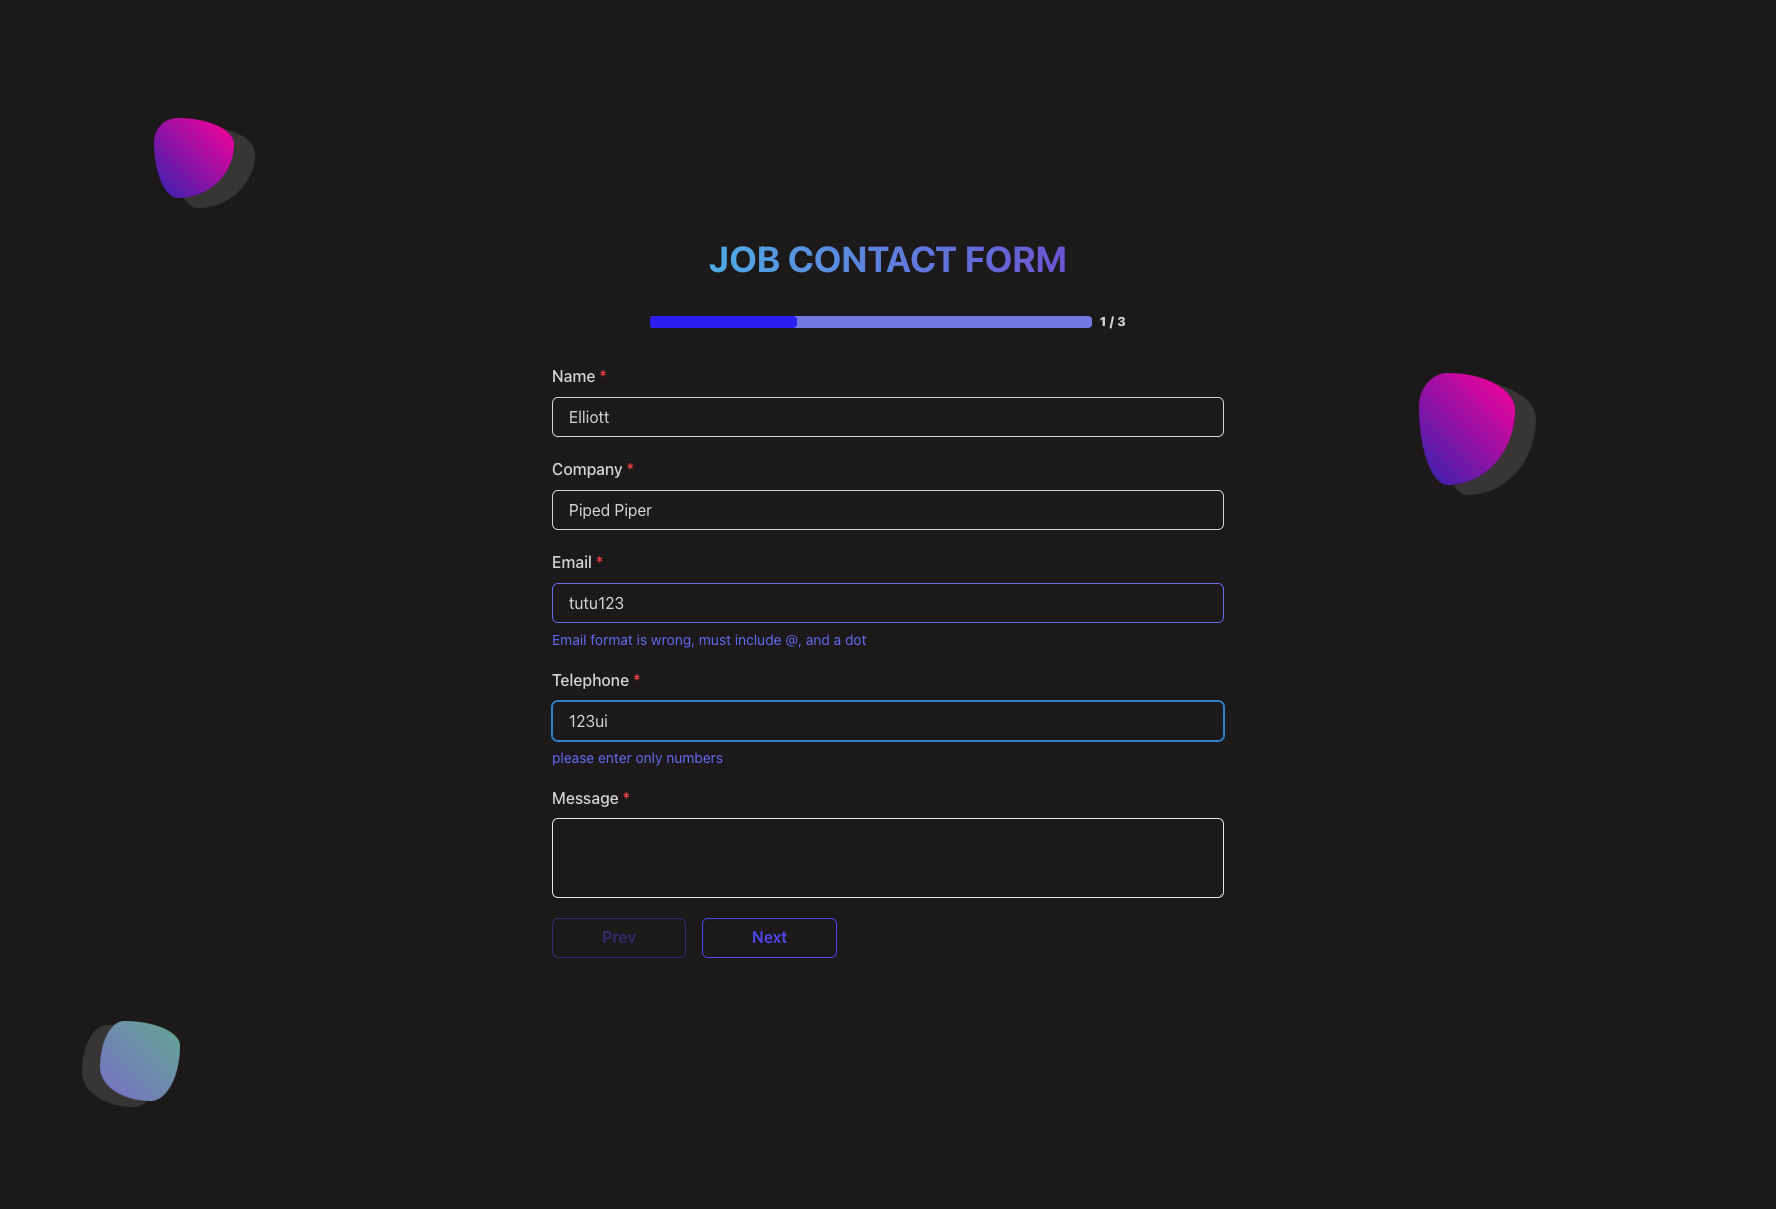 JOB CONTACT FORM
1 / 3
Name *
Elliott
Company *
Piped Piper
Email *
tutu123
Email format is wrong, must include @, and a dot
Telephone *
123ui
please enter only numbers
Message *
Prev Next